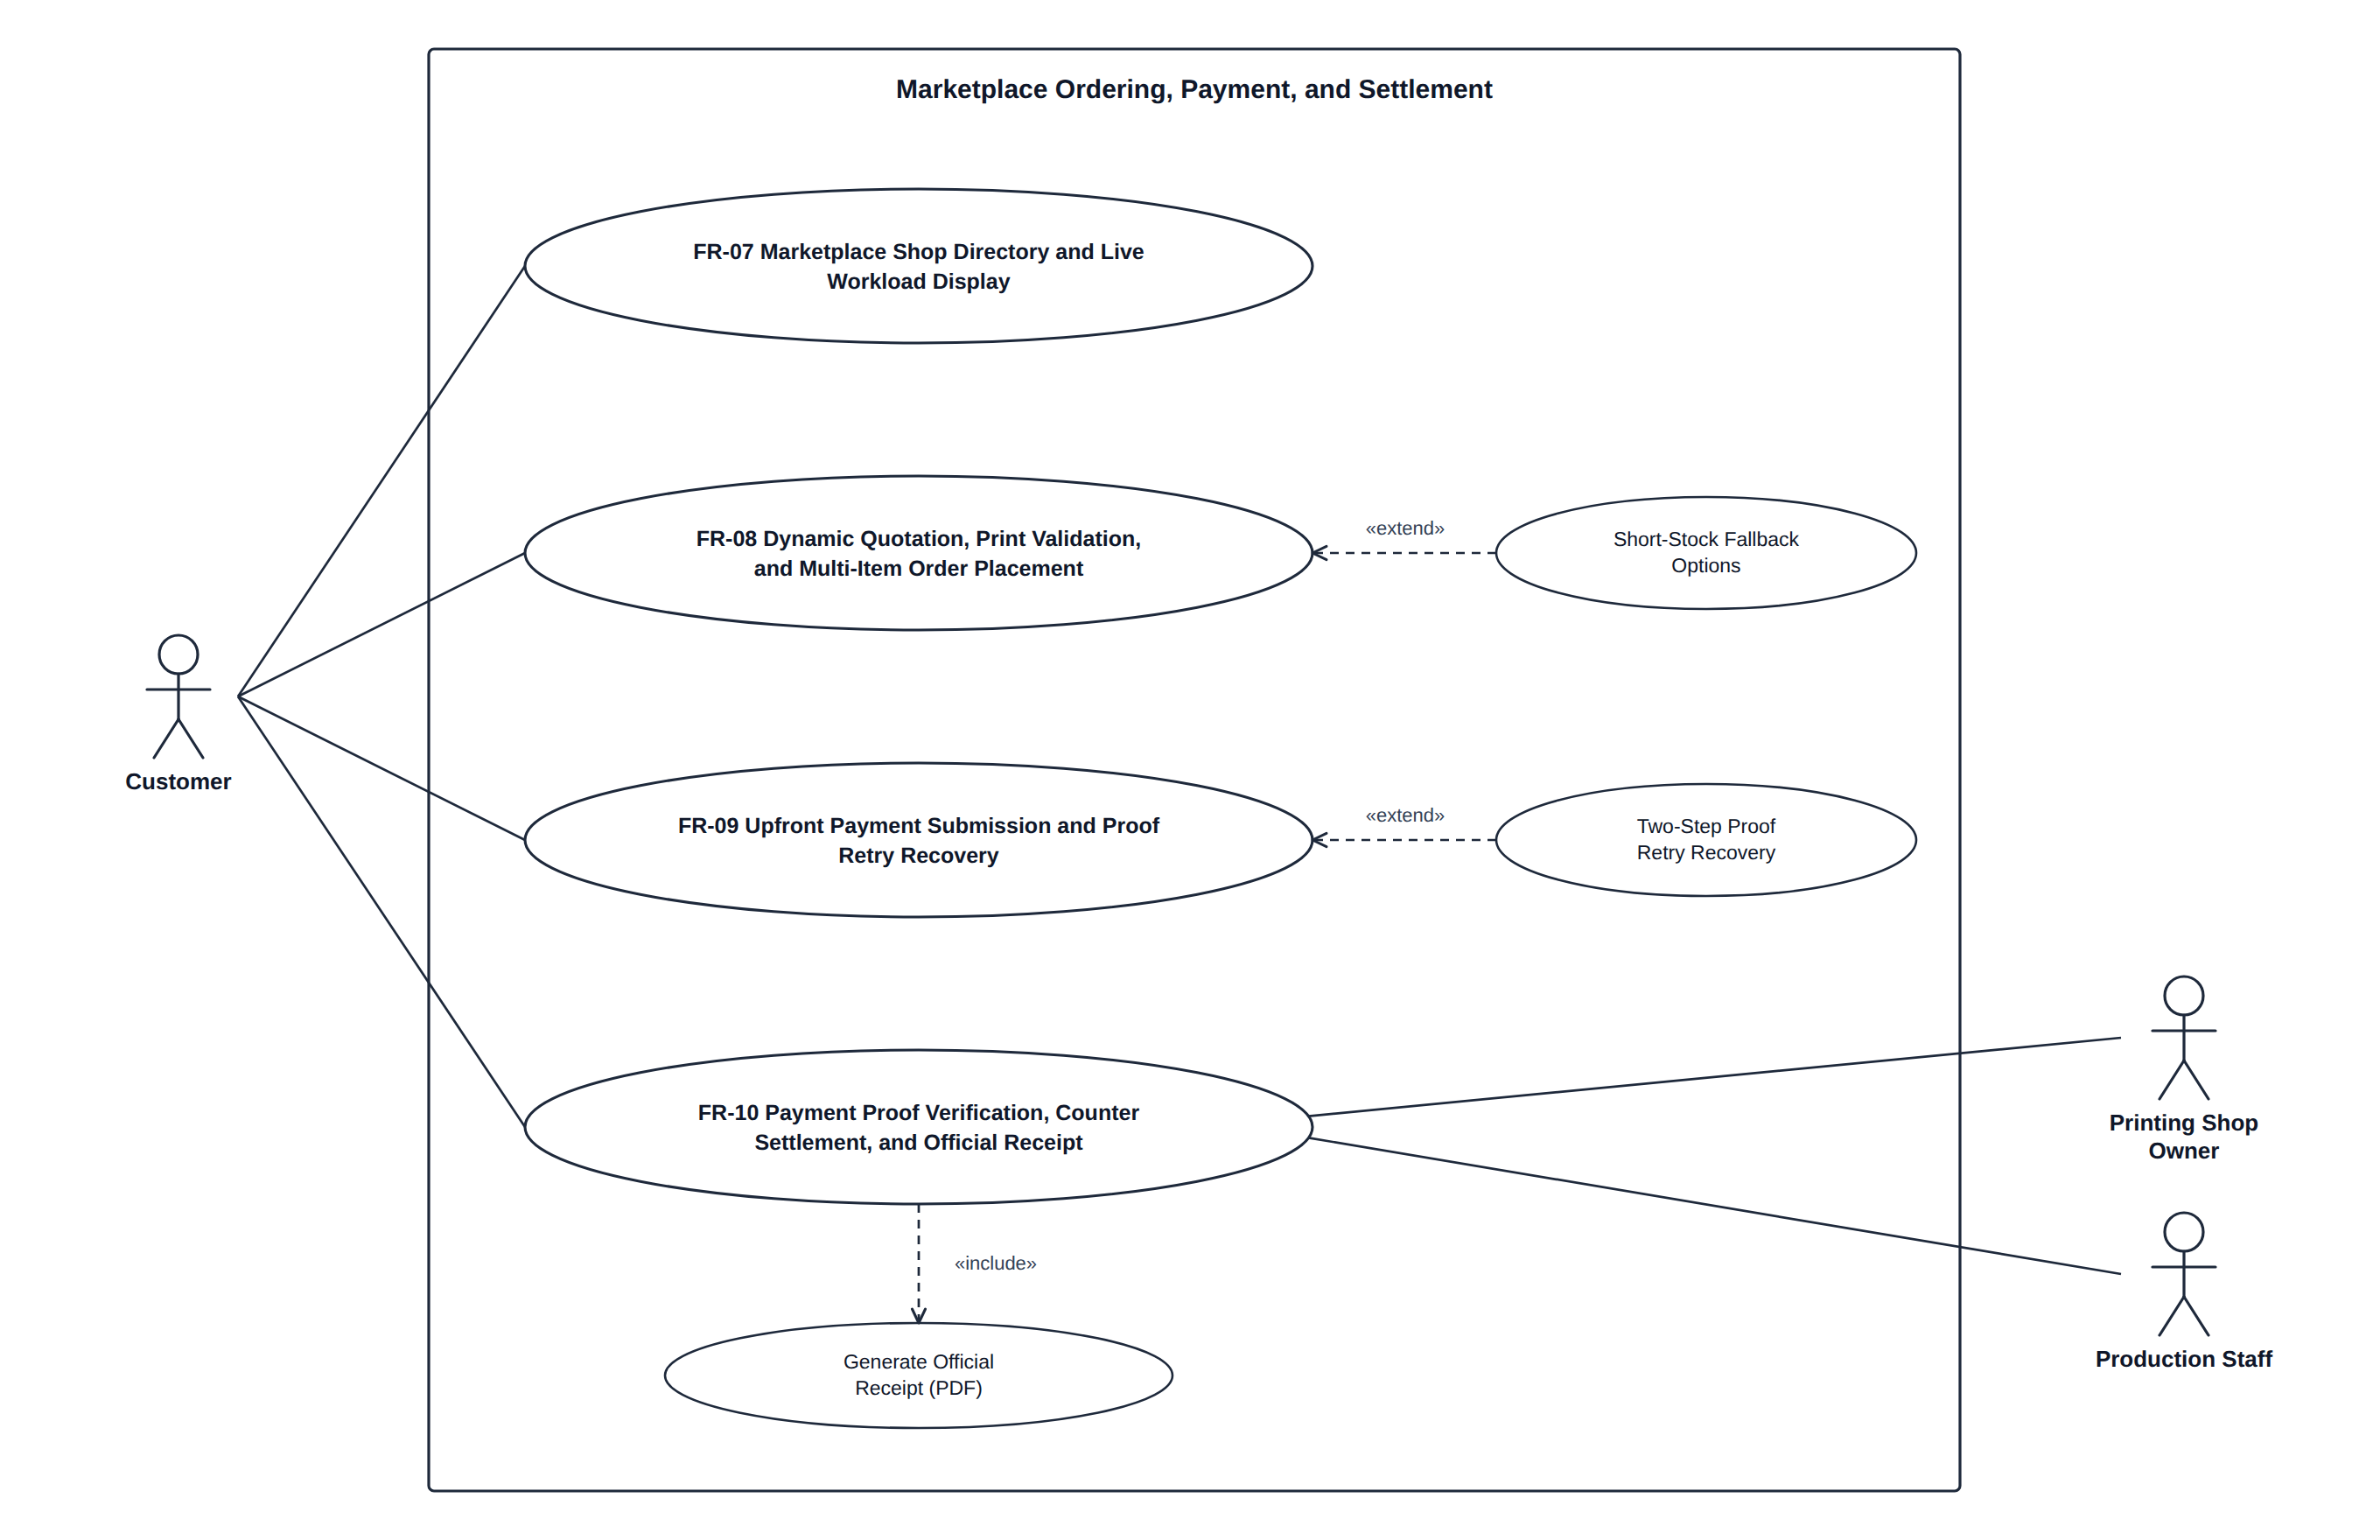 Marketplace Ordering, Payment, and Settlement
FR-07 Marketplace Shop Directory and Live
Workload Display
FR-08 Dynamic Quotation, Print Validation,
and Multi-Item Order Placement
«extend»
Short-Stock Fallback
Options
Customer
FR-09 Upfront Payment Submission and Proof
Retry Recovery
«extend»
Two-Step Proof
Retry Recovery
FR-10 Payment Proof Verification, Counter
Settlement, and Official Receipt
Printing Shop
Owner
«include»
Generate Official
Receipt (PDF)
Production Staff